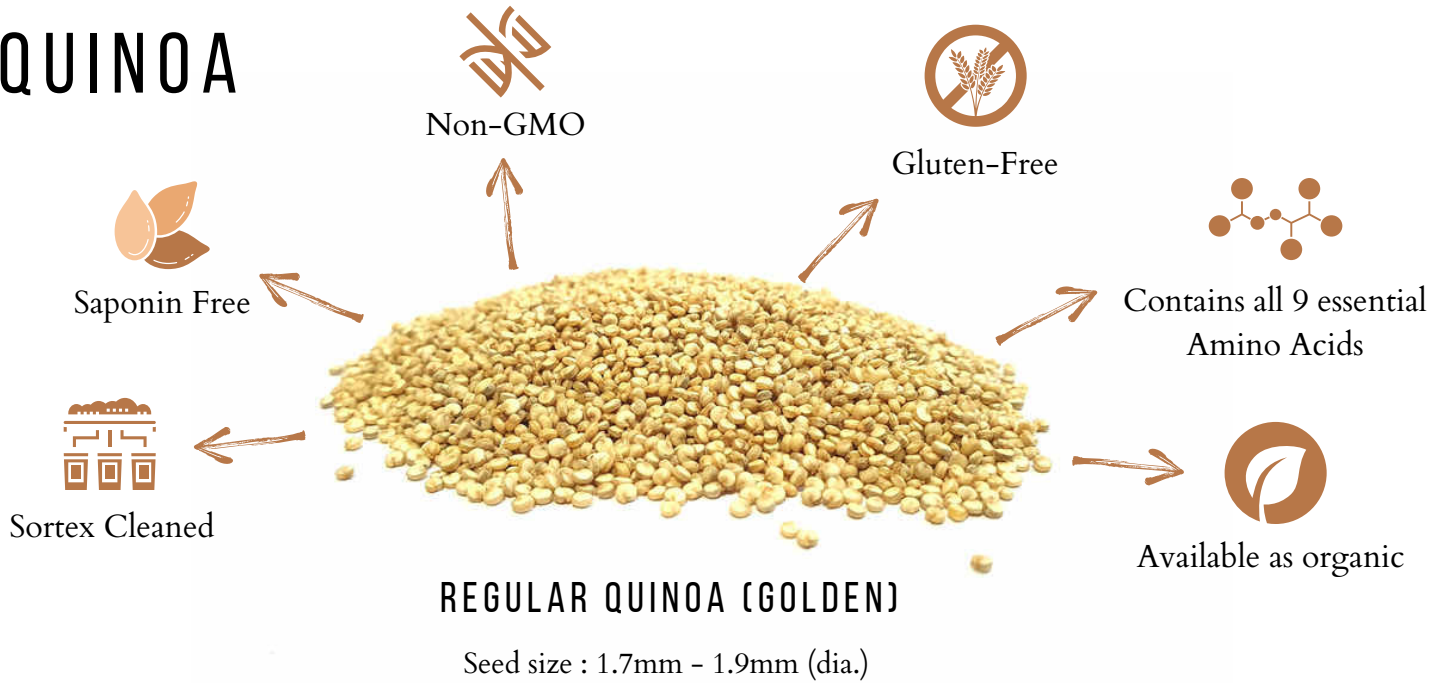 QUINOA
Non-GMO
Gluten-Free
Saponin Free
Contains all 9 essential
Amino Acids
Sortex Cleaned
Available as organic
REGULAR QUINOA (GOLDEN)
Seed size : 1.7mm - 1.9mm (dia.)